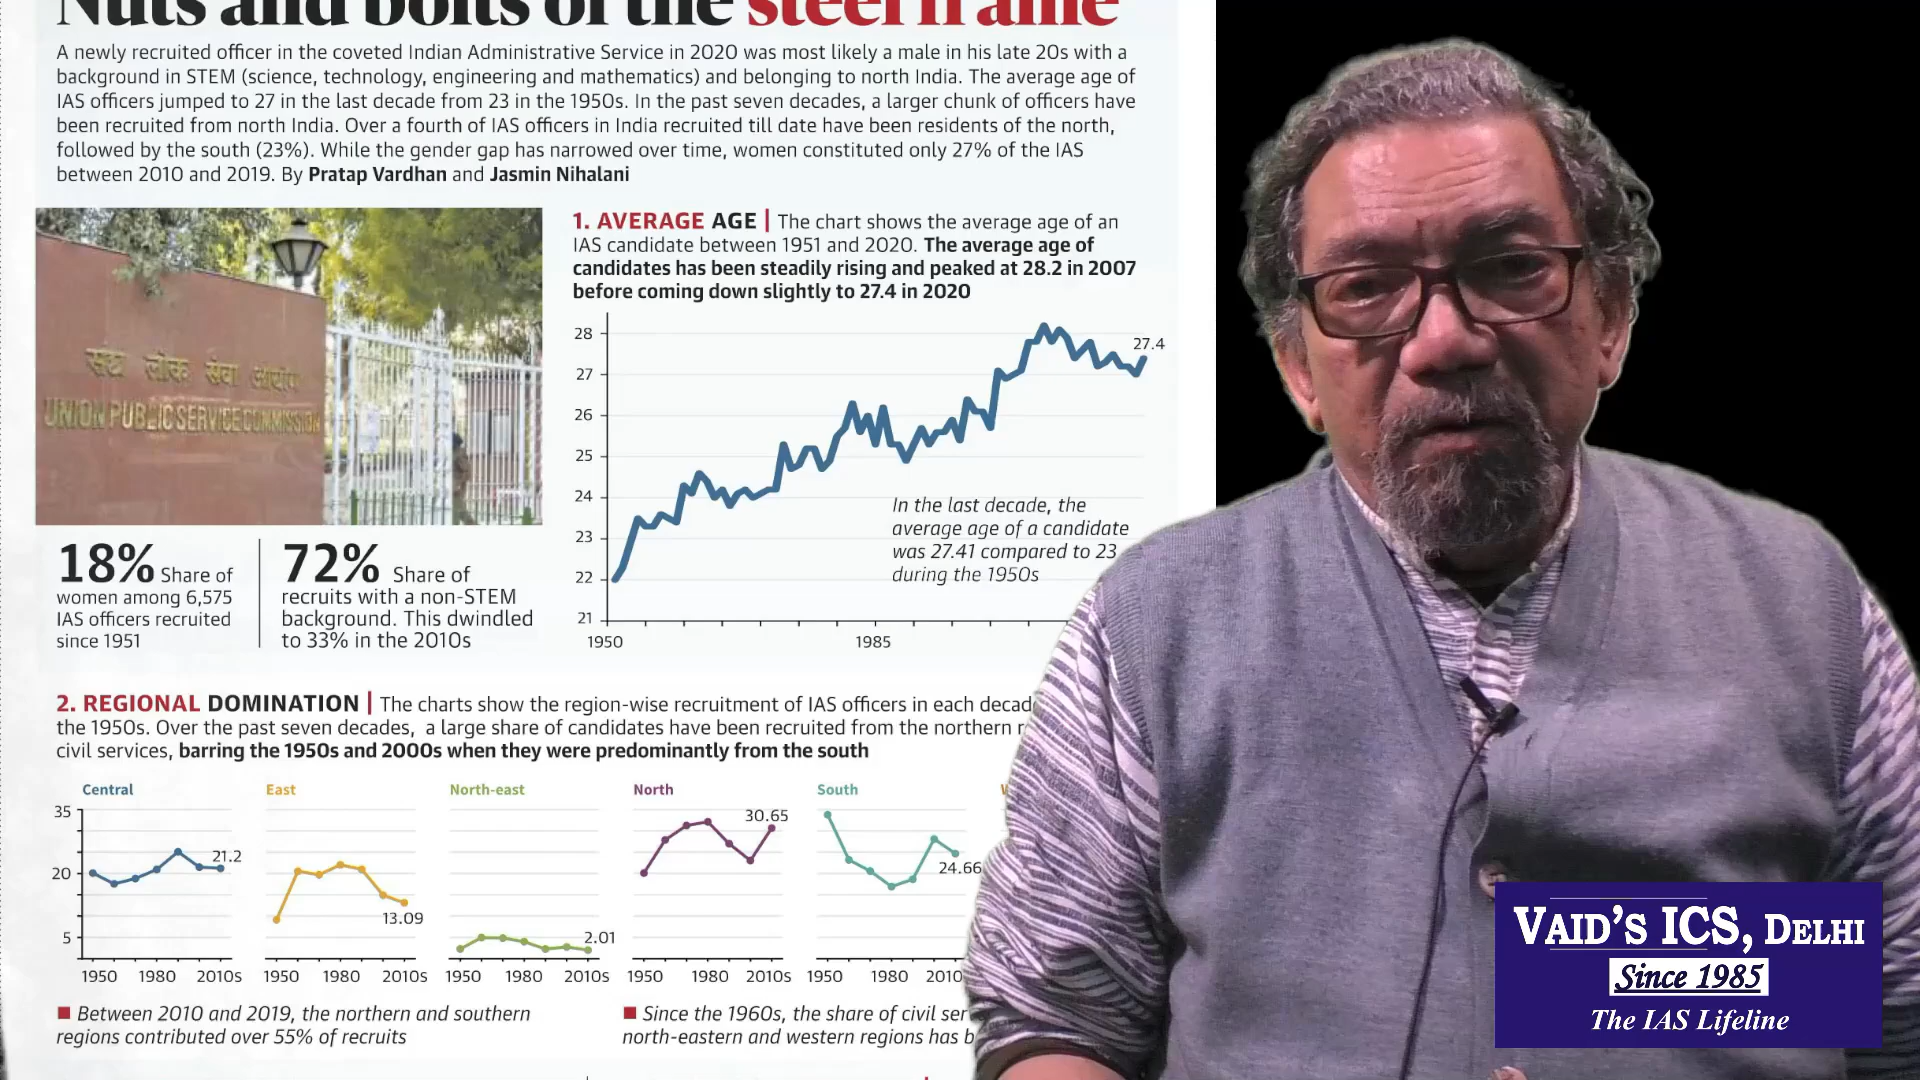 Nuts and bolts of the steel frame
A newly recruited officer in the coveted Indian Administrative Service in 2020 was most likely a male in his late 20s with a
background in STEM (science, technology, engineering and mathematics) and belonging to north India. The average age of
IAS officers jumped to 27 in the last decade from 23 in the 1950s. In the past seven decades, a larger chunk of officers have
been recruited from north India. Over a fourth of IAS officers in India recruited till date have been residents of the north,
followed by the south (23%). While the gender gap has narrowed over time, women constituted only 27% of the IAS
between 2010 and 2019. By Pratap Vardhan and Jasmin Nihalani
संघ लोक सेवा आयोग
UNION PUBLIC SERVICE COMMISSION
18% Share of
women among 6,575
IAS officers recruited
since 1951
72% Share of
recruits with a non-STEM
background. This dwindled
to 33% in the 2010s
1. AVERAGE AGE | The chart shows the average age of an
IAS candidate between 1951 and 2020. The average age of
candidates has been steadily rising and peaked at 28.2 in 2007
before coming down slightly to 27.4 in 2020
28
27
26
25
24
23
22
21
27.4
In the last decade, the
average age of a candidate
was 27.41 compared to 23
during the 1950s
1950 1985
2. REGIONAL DOMINATION | The charts show the region-wise recruitment of IAS officers in each decad
the 1950s. Over the past seven decades, a large share of candidates have been recruited from the northern r
civil services, barring the 1950s and 2000s when they were predominantly from the south
Central East North-east North South
35
20
5
21.2
13.09
2.01
30.65
24.66
1950 1980 2010s 1950 1980 2010s 1950 1980 2010s 1950 1980 2010s 1950 1980 2010
■ Between 2010 and 2019, the northern and southern
regions contributed over 55% of recruits
■ Since the 1960s, the share of civil ser
north-eastern and western regions has b
VAID'S ICS, DELHI
Since 1985
The IAS Lifeline